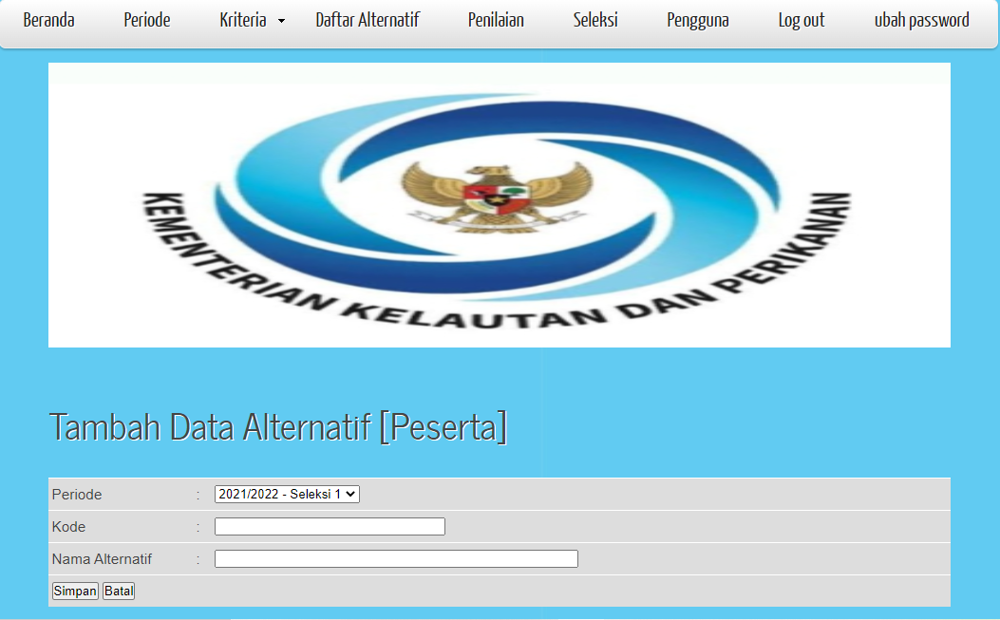 Beranda Periode Kriteria Daftar Alternatif Penilaian Seleksi Pengguna Log out ubah password
KEMENTERIAN KELAUTAN DAN PERIKANAN
Tambah Data Alternatif [Peserta]
Periode : 2021/2022 - Seleksi 1
Kode :
Nama Alternatif :
Simpan Batal